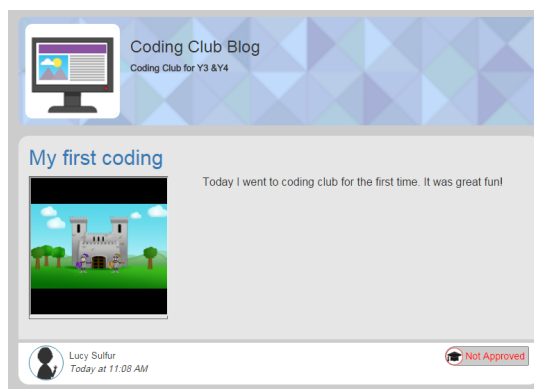 Coding Club Blog
Coding Club for Y3 &Y4
My first coding
Today I went to coding club for the first time. It was great fun!
Lucy Sulfur
Today at 11:08 AM
Not Approved